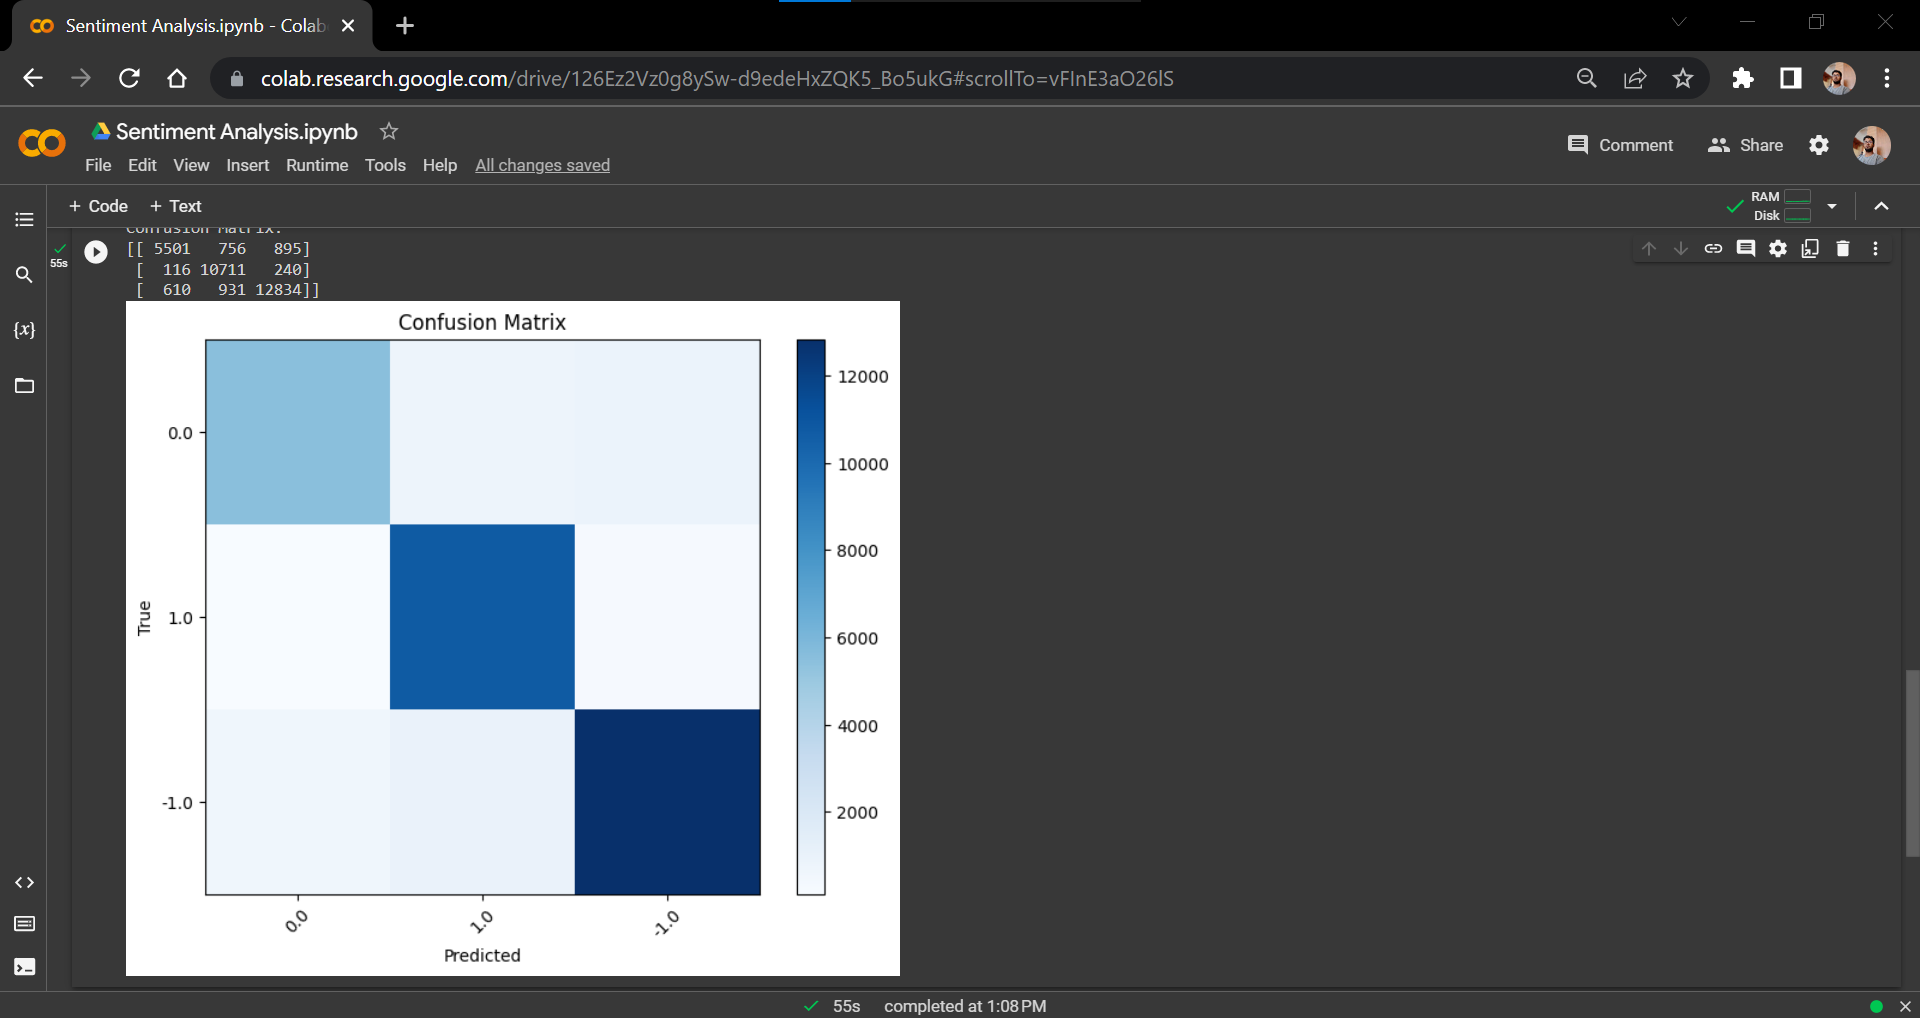 Sentiment Analysis.ipynb - Colab
colab.research.google.com/drive/126Ez2Vz0g8ySw-d9edeHxZQK5_Bo5ukG#scrollTo=vFInE3aO26lS
Sentiment Analysis.ipynb
Comment
Share
File Edit View Insert Runtime Tools Help All changes saved
+ Code + Text
RAM
Disk
Confusion Matrix:
55s
[[ 5501 756 895]
[ 116 10711 240]
[ 610 931 12834]]
{x}
Confusion Matrix
12000
10000
8000
6000
4000
2000
0.0
1.0
-1.0
True
0.0 1.0 -1.0
Predicted
55s completed at 1:08 PM